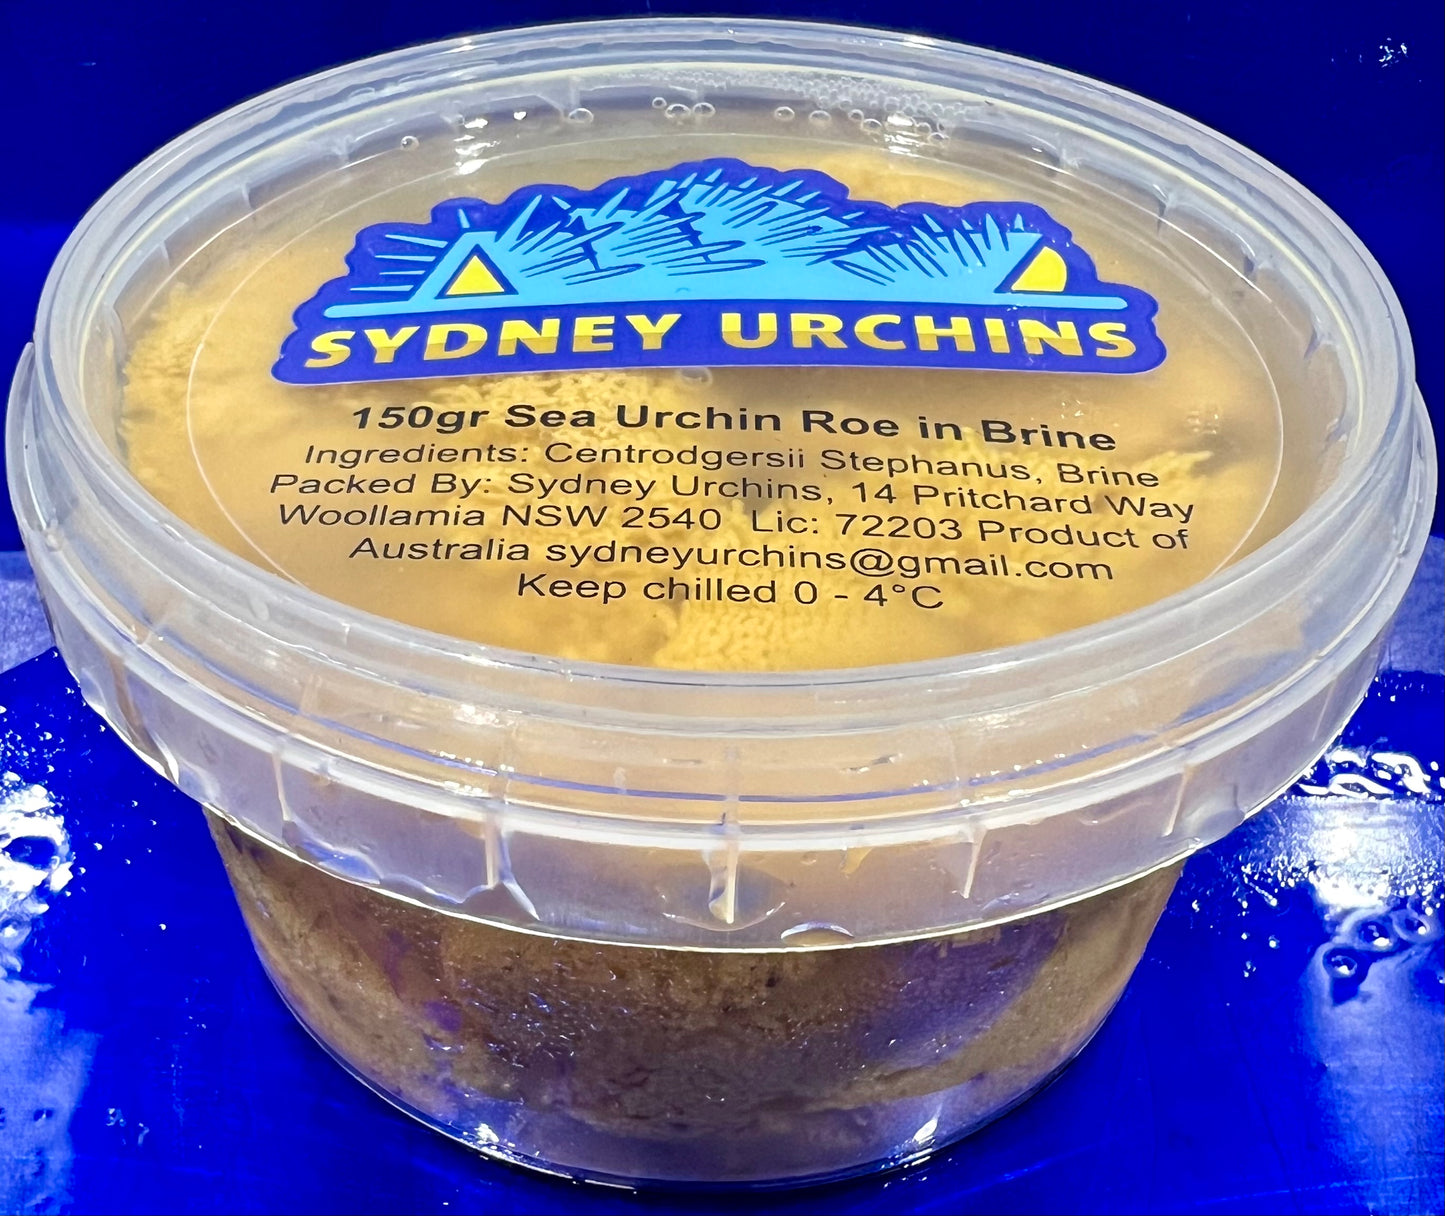 SYDNEY URCHINS
150gr Sea Urchin Roe in Brine
Ingredients: Centrodgersii Stephanus, Brine
Packed By: Sydney Urchins, 14 Pritchard Way
Woollamia NSW 2540 Lic: 72203 Product of
Australia sydneyurchins@gmail.com
Keep chilled 0 - 4°C